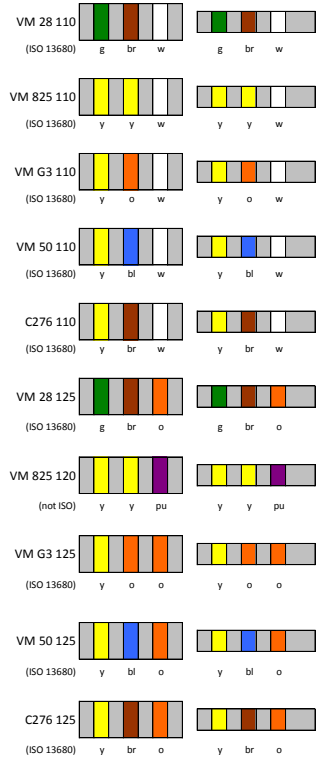 VM 28 110
(ISO 13680) g br w g br w
VM 825 110
(ISO 13680) y y w y y w
VM G3 110
(ISO 13680) y o w y o w
VM 50 110
(ISO 13680) y bl w y bl w
C276 110
(ISO 13680) y br w y br w
VM 28 125
(ISO 13680) g br o g br o
VM 825 120
(not ISO) y y pu y y pu
VM G3 125
(ISO 13680) y o o y o o
VM 50 125
(ISO 13680) y bl o y bl o
C276 125
(ISO 13680) y br o y br o